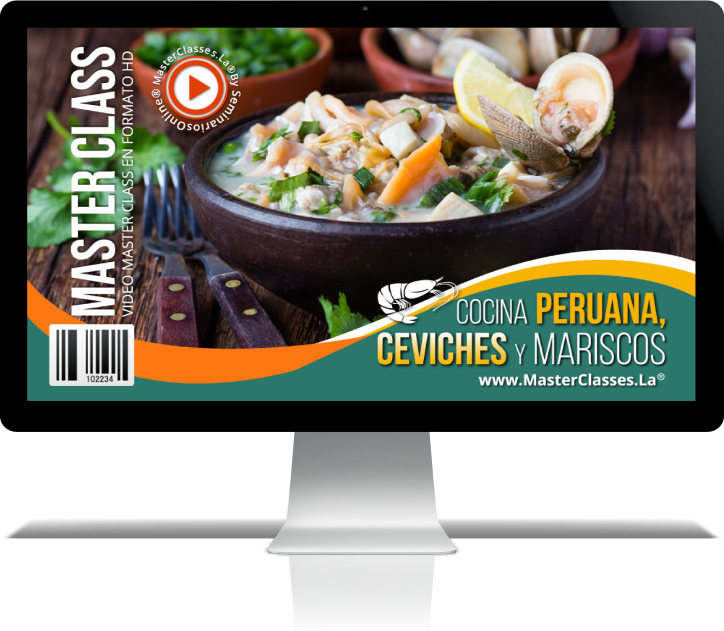 MASTER CLASS
VIDEO MASTER CLASS EN FORMATO HD
MasterClasses.La® By SeminariosOnline®
COCINA PERUANA,
CEVICHES Y MARISCOS
www.MasterClasses.La®
102234